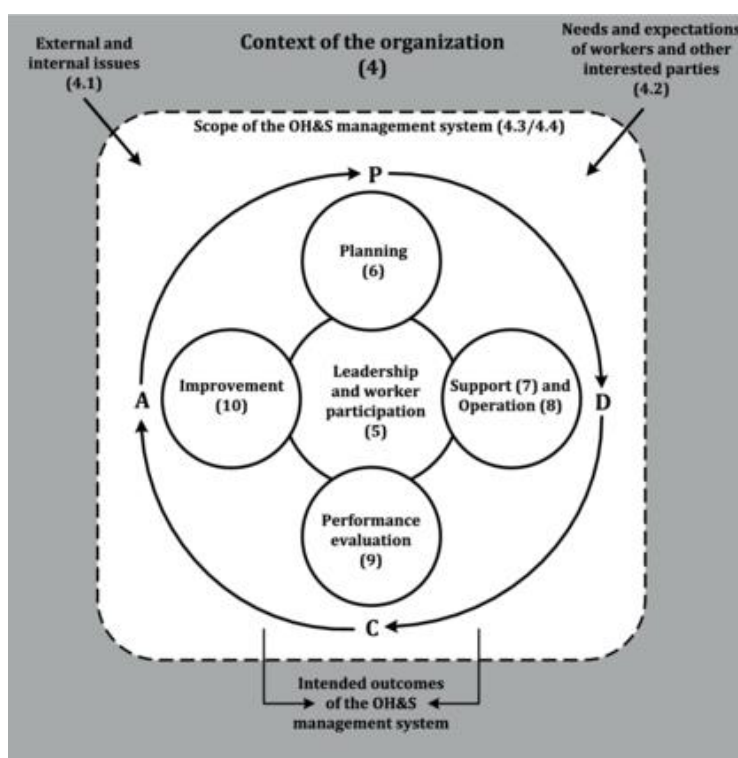 External and
internal issues
(4.1)
Context of the organization
(4)
Needs and expectations
of workers and other
interested parties
(4.2)
Scope of the OH&S management system (4.3/4.4)
P
Planning
(6)
A
Improvement
(10)
Leadership
and worker
participation
(5)
Support (7) and
Operation (8)
D
Performance
evaluation
(9)
C
Intended outcomes
of the OH&S
management system